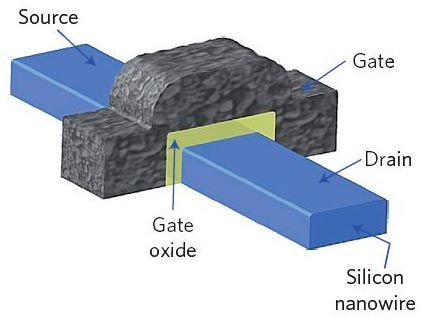 Source
Gate
Drain
Gate
oxide
Silicon
nanowire